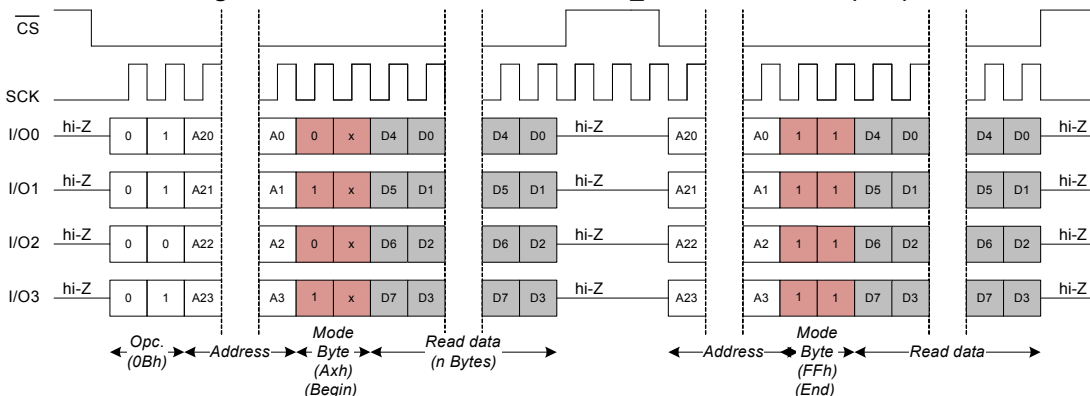 CS
SCK
I/O0 hi-Z 0 1 A20 A0 0 x D4 D0 D4 D0 hi-Z A20 A0 1 1 D4 D0 D4 D0 hi-Z
I/O1 hi-Z 0 1 A21 A1 1 x D5 D1 D5 D1 hi-Z A21 A1 1 1 D5 D1 D5 D1 hi-Z
I/O2 hi-Z 0 0 A22 A2 0 x D6 D2 D6 D2 hi-Z A22 A2 1 1 D6 D2 D6 D2 hi-Z
I/O3 hi-Z 0 1 A23 A3 1 x D7 D3 D7 D3 hi-Z A23 A3 1 1 D7 D3 D7 D3 hi-Z
Opc.
(0Bh)
Address
Mode
Byte
(Axh)
(Begin)
Read data
(n Bytes)
Address
Mode
Byte
(FFh)
(End)
Read data